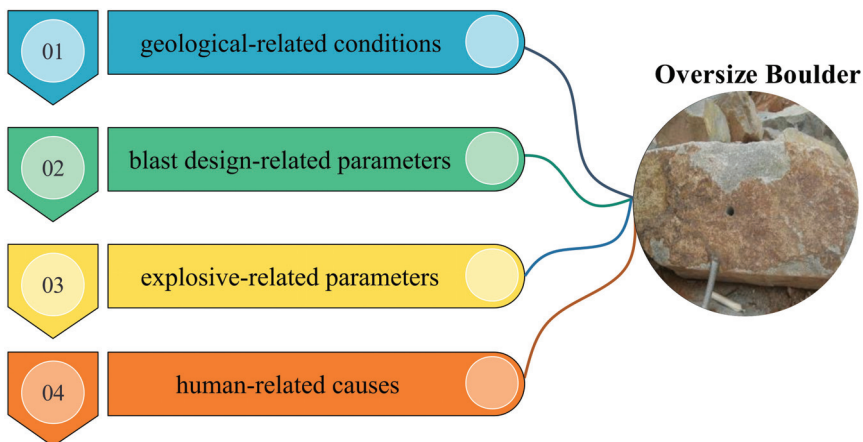 01
geological-related conditions
Oversize Boulder
02
blast design-related parameters
03
explosive-related parameters
04
human-related causes